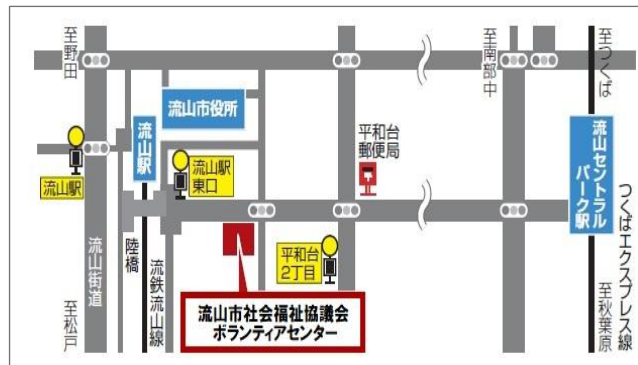 至野田
至南部中
至つくば
流山市役所
流山駅
平和台
郵便局
流山駅
東口
流山駅
流山セントラル
パーク駅
つくばエクスプレス線
流山街道
陸橋
流鉄流山線
平和台
2丁目
至松戸
至秋葉原
流山市社会福祉協議会
ボランティアセンター